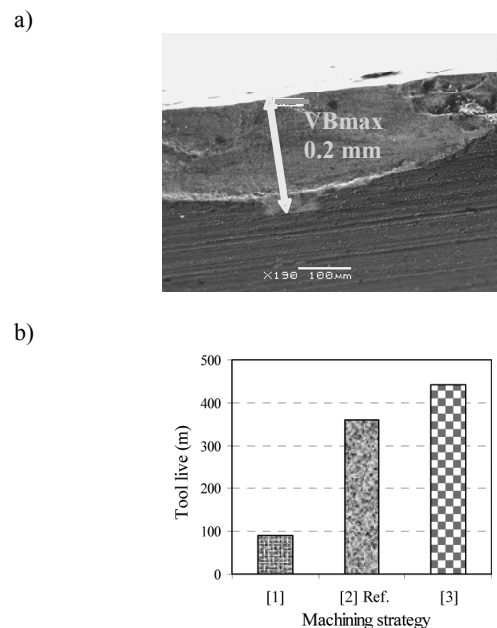 a)
VBmax
0.2 mm
X190 100µm
b)
500
400
300
200
100
0
Tool live (m)
[1] [2] Ref. [3]
Machining strategy